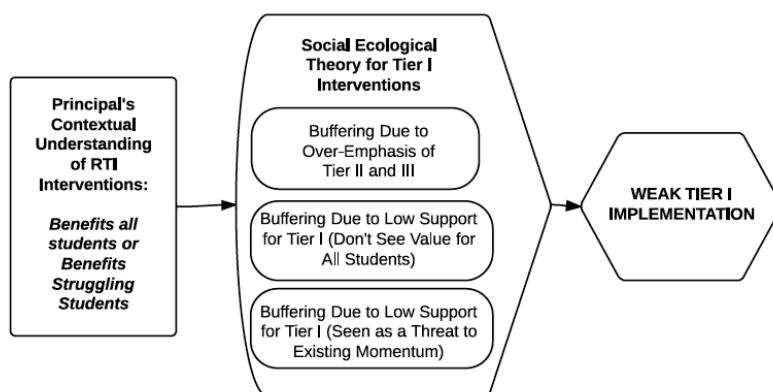 Principal's
Contextual
Understanding
of RTI
Interventions:
Benefits all
students or
Benefits
Struggling
Students
Social Ecological
Theory for Tier I
Interventions
Buffering Due to
Over-Emphasis of
Tier II and III
Buffering Due to Low Support
for Tier I (Don't See Value for
All Students)
Buffering Due to Low Support
for Tier I (Seen as a Threat to
Existing Momentum)
WEAK TIER I
IMPLEMENTATION